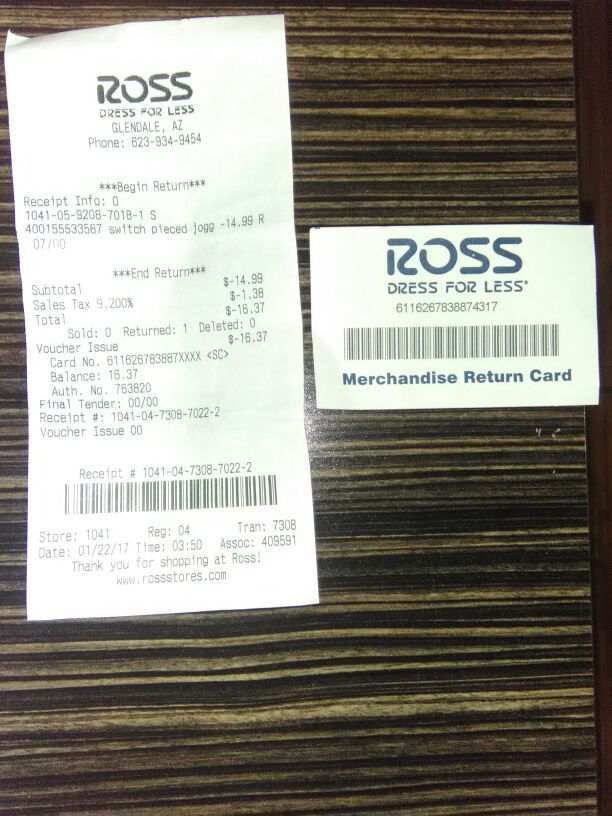 ROSS
DRESS FOR LESS
GLENDALE, AZ
Phone: 623-934-9454
***Begin Return***
Receipt Info: D
1041-05-9208-7018-1 S
400155533567 switch pieced jogg -14.99 R
07/00
***End Return***
Subtotal $-14.99
Sales Tax 9.200% $-1.38
Total $-16.37
Sold: 0 Returned: 1 Deleted: 0
Voucher Issue $-16.37
Card No. 611626783887XXXX <SC>
Balance: 16.37
Auth. No. 763820
Final Tender: 00/00
Receipt #: 1041-04-7308-7022-2
Voucher Issue 00
Receipt # 1041-04-7308-7022-2
Store: 1041 Reg: 04 Tran: 7308
Date: 01/22/17 Time: 03:50 Assoc: 409591
Thank you for shopping at Ross!
www.rossstores.com
ROSS
DRESS FOR LESS®
6116267838874317
Merchandise Return Card